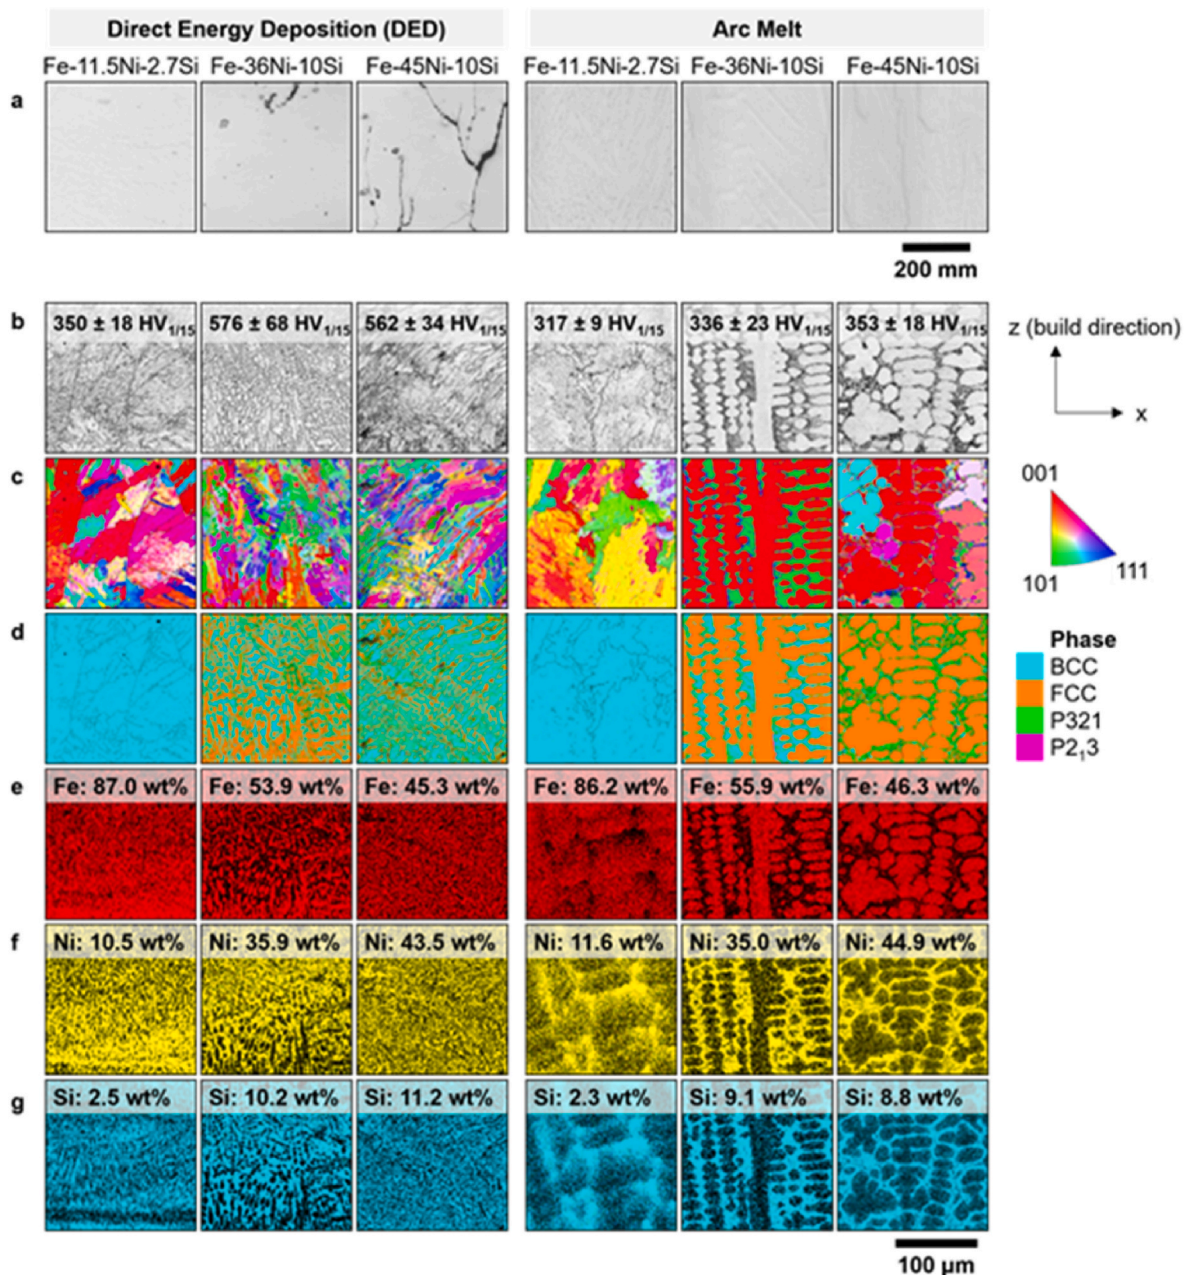 Direct Energy Deposition (DED) Arc Melt
Fe-11.5Ni-2.7Si Fe-36Ni-10Si Fe-45Ni-10Si Fe-11.5Ni-2.7Si Fe-36Ni-10Si Fe-45Ni-10Si
a
200 mm
b 350 ± 18 HV1/15 576 ± 68 HV1/15 562 ± 34 HV1/15 317 ± 9 HV1/15 336 ± 23 HV1/15 353 ± 18 HV1/15
z (build direction)
x
c
001
101 111
d
Phase
BCC
FCC
P321
P2₁3
e Fe: 87.0 wt% Fe: 53.9 wt% Fe: 45.3 wt% Fe: 86.2 wt% Fe: 55.9 wt% Fe: 46.3 wt%
f Ni: 10.5 wt% Ni: 35.9 wt% Ni: 43.5 wt% Ni: 11.6 wt% Ni: 35.0 wt% Ni: 44.9 wt%
g Si: 2.5 wt% Si: 10.2 wt% Si: 11.2 wt% Si: 2.3 wt% Si: 9.1 wt% Si: 8.8 wt%
100 µm